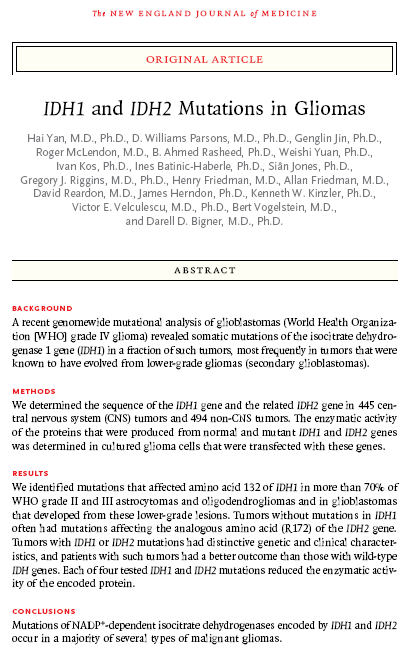 The NEW ENGLAND JOURNAL of MEDICINE
ORIGINAL ARTICLE
IDH1 and IDH2 Mutations in Gliomas
Hai Yan, M.D., Ph.D., D. Williams Parsons, M.D., Ph.D., Genglin Jin, Ph.D.,
Roger McLendon, M.D., B. Ahmed Rasheed, Ph.D., Weishi Yuan, Ph.D.,
Ivan Kos, Ph.D., Ines Batinic-Haberle, Ph.D., Siân Jones, Ph.D.,
Gregory J. Riggins, M.D., Ph.D., Henry Friedman, M.D., Allan Friedman, M.D.,
David Reardon, M.D., James Herndon, Ph.D., Kenneth W. Kinzler, Ph.D.,
Victor E. Velculescu, M.D., Ph.D., Bert Vogelstein, M.D.,
and Darell D. Bigner, M.D., Ph.D.
ABSTRACT
BACKGROUND
A recent genomewide mutational analysis of glioblastomas (World Health Organiza-
tion [WHO] grade IV glioma) revealed somatic mutations of the isocitrate dehydro-
genase 1 gene (IDH1) in a fraction of such tumors, most frequently in tumors that were
known to have evolved from lower-grade gliomas (secondary glioblastomas).
METHODS
We determined the sequence of the IDH1 gene and the related IDH2 gene in 445 cen-
tral nervous system (CNS) tumors and 494 non-CNS tumors. The enzymatic activity
of the proteins that were produced from normal and mutant IDH1 and IDH2 genes
was determined in cultured glioma cells that were transfected with these genes.
RESULTS
We identified mutations that affected amino acid 132 of IDH1 in more than 70% of
WHO grade II and III astrocytomas and oligodendrogliomas and in glioblastomas
that developed from these lower-grade lesions. Tumors without mutations in IDH1
often had mutations affecting the analogous amino acid (R172) of the IDH2 gene.
Tumors with IDH1 or IDH2 mutations had distinctive genetic and clinical character-
istics, and patients with such tumors had a better outcome than those with wild-type
IDH genes. Each of four tested IDH1 and IDH2 mutations reduced the enzymatic activ-
ity of the encoded protein.
CONCLUSIONS
Mutations of NADP⁺-dependent isocitrate dehydrogenases encoded by IDH1 and IDH2
occur in a majority of several types of malignant gliomas.